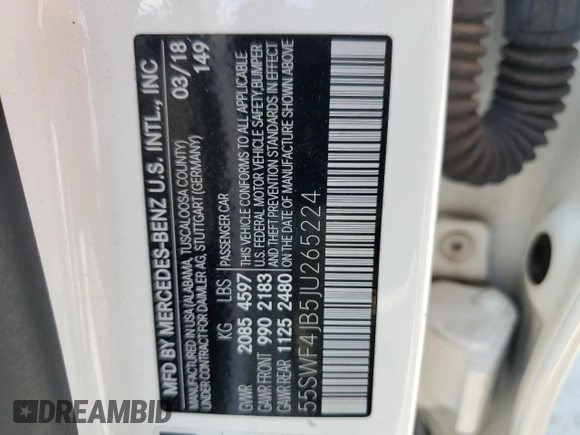 MFD BY MERCEDES-BENZ U.S. INTL., INC
MANUFACTURED IN USA (ALABAMA, TUSCALOOSA COUNTY) 03/18
UNDER CONTRACT FOR DAIMLER AG, STUTTGART (GERMANY) 149
KG LBS PASSENGER CAR
GVWR 2085 4597 THIS VEHICLE CONFORMS TO ALL APPLICABLE
GAWR FRONT 990 2183 U.S. FEDERAL MOTOR VEHICLE SAFETY, BUMPER
GAWR REAR 1125 2480 AND THEFT PREVENTION STANDARDS IN EFFECT
ON THE DATE OF MANUFACTURE SHOWN ABOVE
55SWF4JB5JU265224
DREAMBID